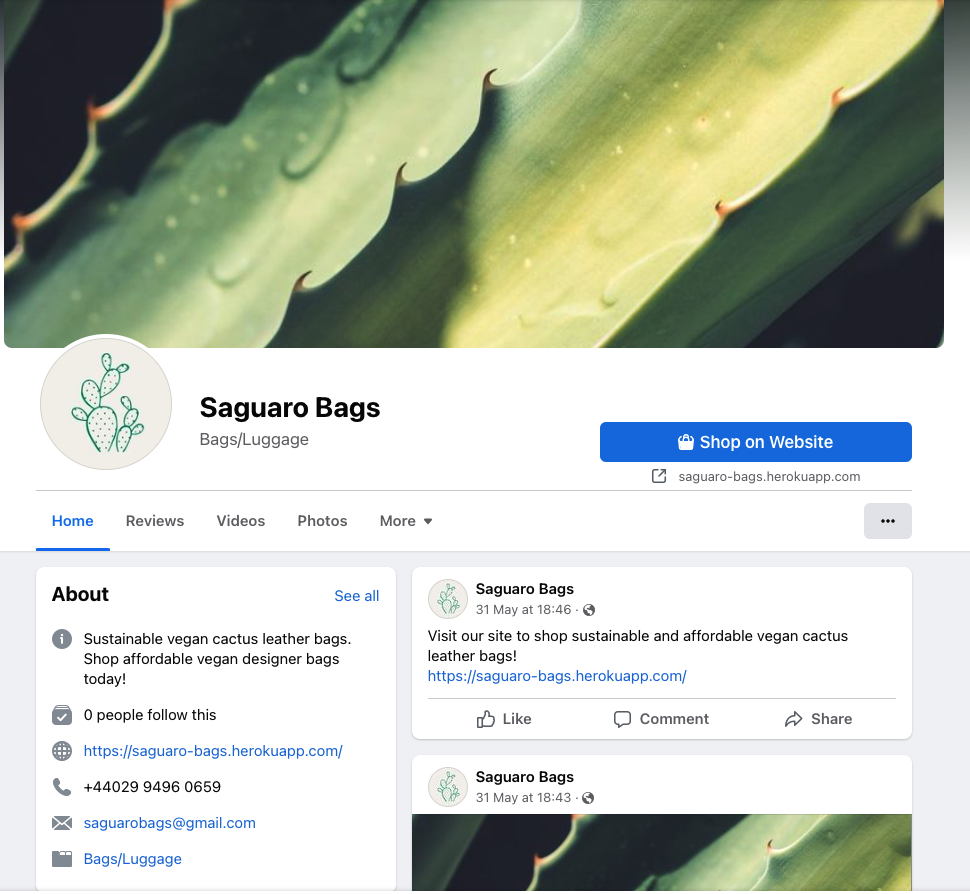 Saguaro Bags
Bags/Luggage
Shop on Website
saguaro-bags.herokuapp.com
Home Reviews Videos Photos More
About
See all
Sustainable vegan cactus leather bags.
Shop affordable vegan designer bags
today!
0 people follow this
https://saguaro-bags.herokuapp.com/
+44029 9496 0659
saguarobags@gmail.com
Bags/Luggage
Saguaro Bags
31 May at 18:46 ·
Visit our site to shop sustainable and affordable vegan cactus
leather bags!
https://saguaro-bags.herokuapp.com/
Like Comment Share
Saguaro Bags
31 May at 18:43 ·